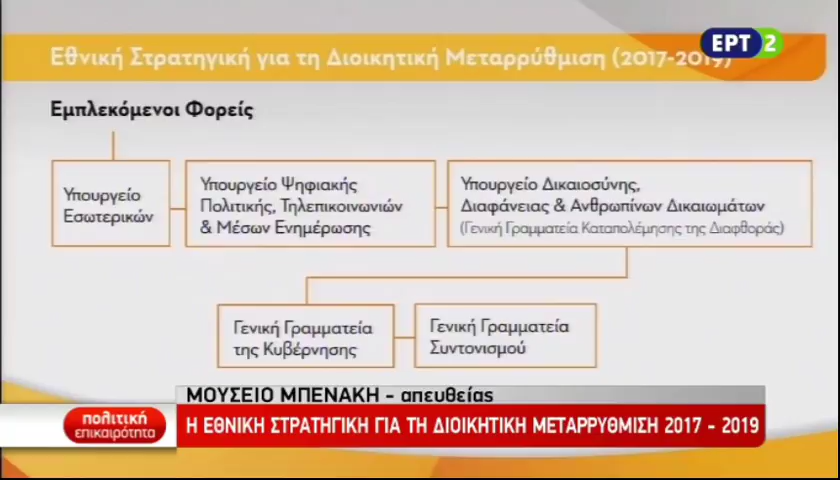 ΕΡΤ2
Εθνική Στρατηγική για τη Διοικητική Μεταρρύθμιση (2017-2019)
Εμπλεκόμενοι Φορείς
Υπουργείο
Εσωτερικών
Υπουργείο Ψηφιακής
Πολιτικής, Τηλεπικοινωνιών
& Μέσων Ενημέρωσης
Υπουργείο Δικαιοσύνης,
Διαφάνειας & Ανθρωπίνων Δικαιωμάτων
(Γενική Γραμματεία Καταπολέμησης της Διαφθοράς)
Γενική Γραμματεία
της Κυβέρνησης
Γενική Γραμματεία
Συντονισμού
ΜΟΥΣΕΙΟ ΜΠΕΝΑΚΗ - απευθείας
πολιτική
επικαιρότητα
Η ΕΘΝΙΚΗ ΣΤΡΑΤΗΓΙΚΗ ΓΙΑ ΤΗ ΔΙΟΙΚΗΤΙΚΗ ΜΕΤΑΡΡΥΘΜΙΣΗ 2017 - 2019